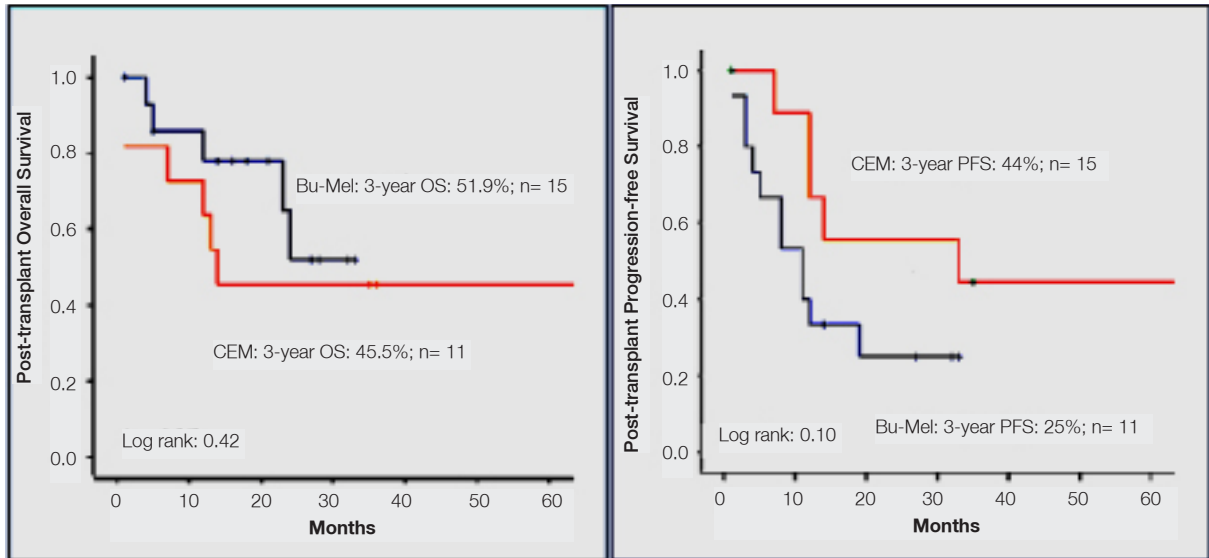 Post-transplant Overall Survival
1.0
0.8
0.6
0.4
0.2
0.0
Bu-Mel: 3-year OS: 51.9%; n= 15
CEM: 3-year OS: 45.5%; n= 11
Log rank: 0.42
0 10 20 30 40 50 60
Months
Post-transplant Progression-free Survival
1.0
0.8
0.6
0.4
0.2
0.0
CEM: 3-year PFS: 44%; n= 15
Bu-Mel: 3-year PFS: 25%; n= 11
Log rank: 0.10
0 10 20 30 40 50 60
Months